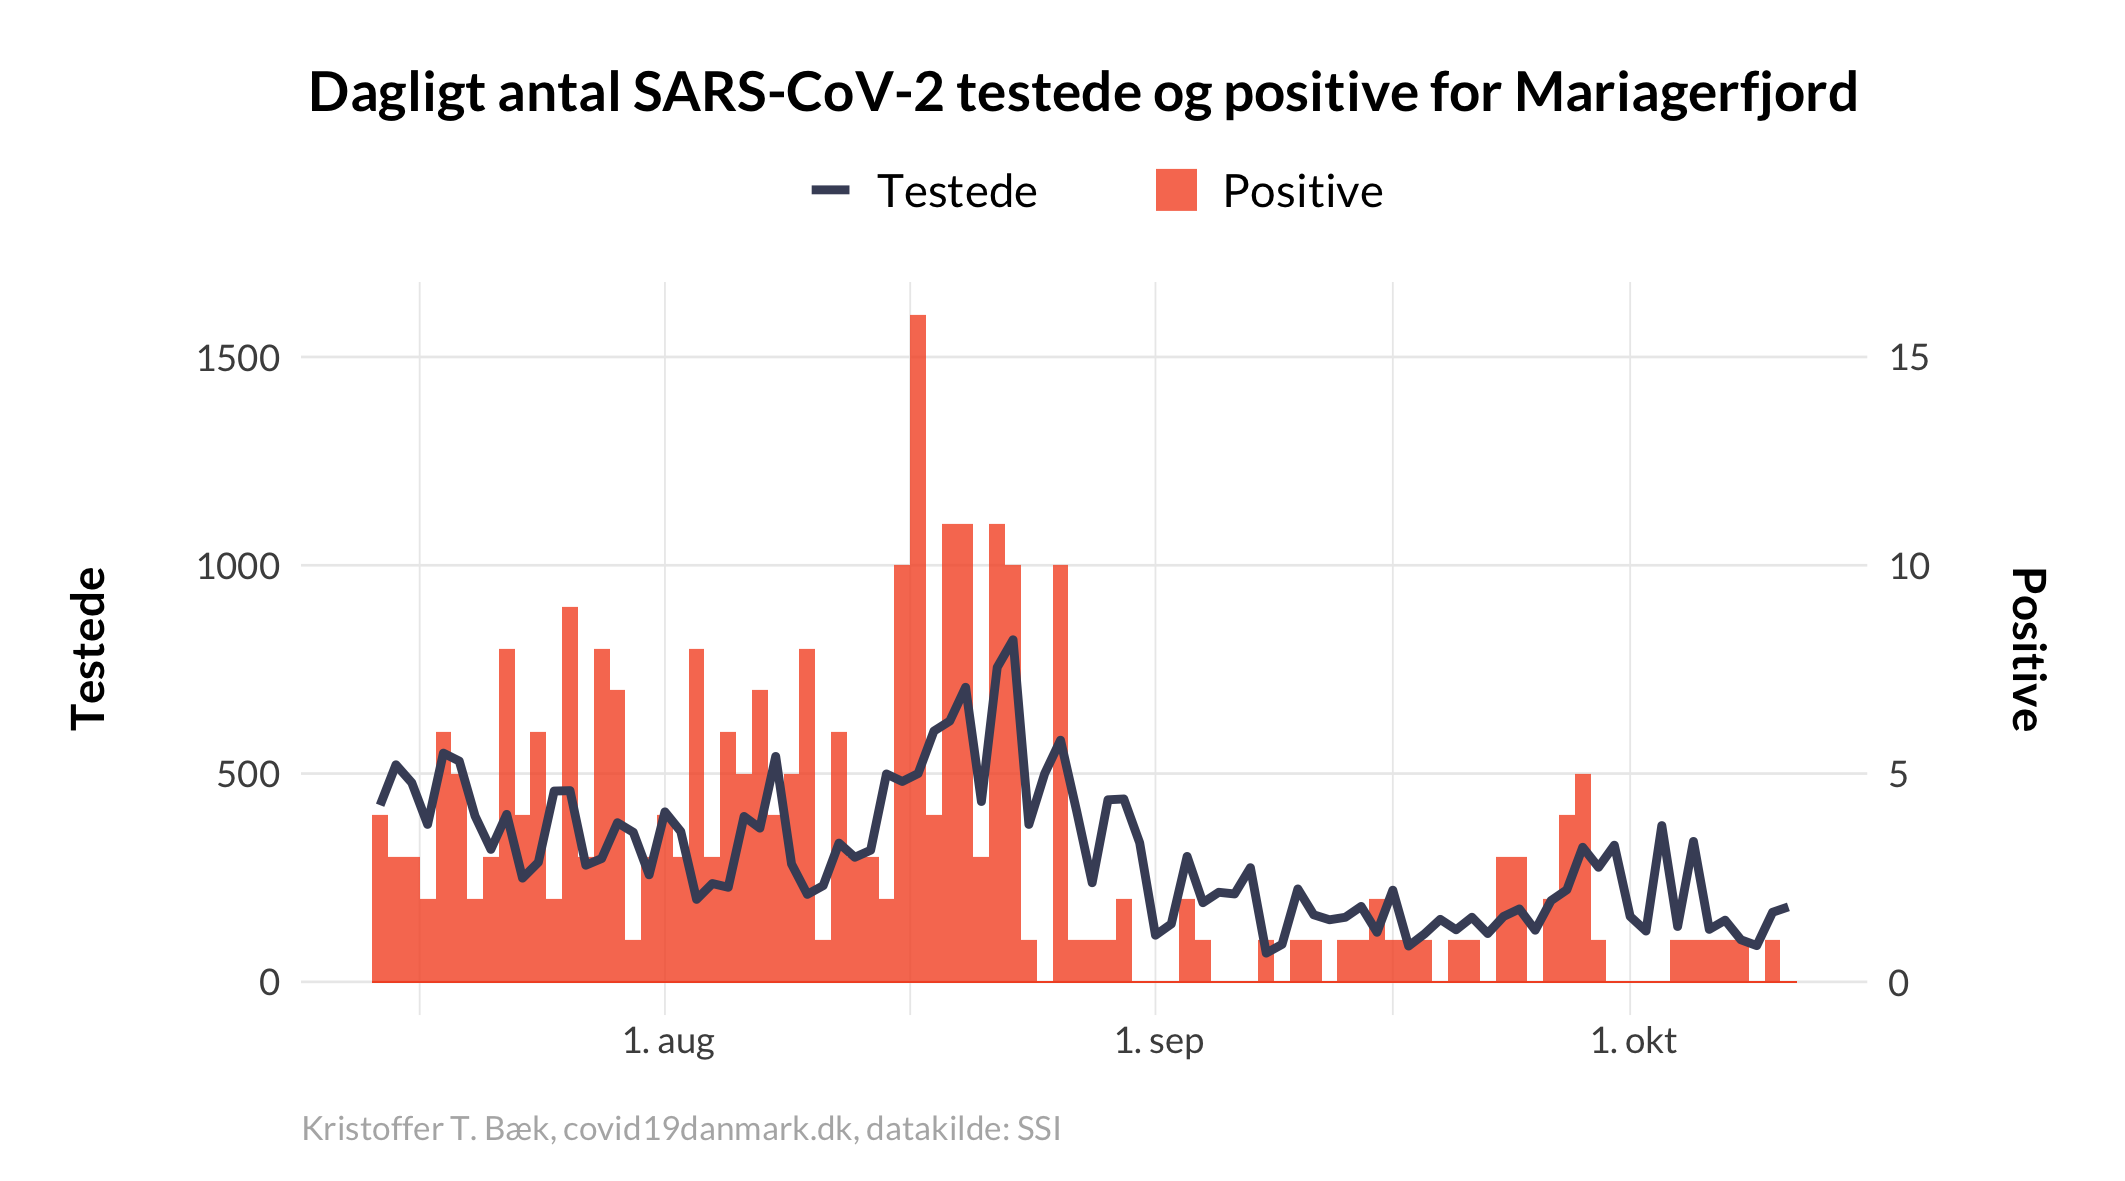 Dagligt antal SARS-CoV-2 testede og positive for Mariagerfjord
Testede
Positive
1500
1000
500
0
15
10
5
0
Testede
Positive
1. aug
1. sep
1. okt
Kristoffer T. Bæk, covid19danmark.dk, datakilde: SSI